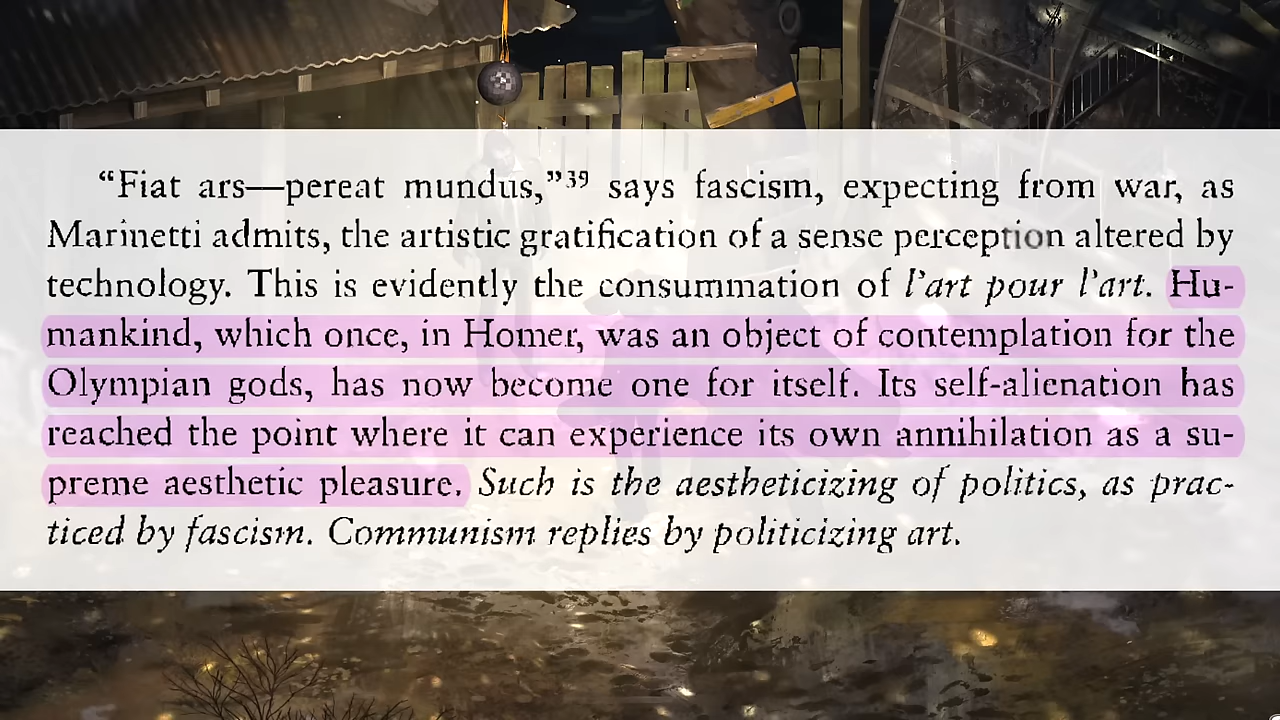 “Fiat ars—pereat mundus,”39 says fascism, expecting from war, as
Marinetti admits, the artistic gratification of a sense perception altered by
technology. This is evidently the consummation of l’art pour l’art. Hu-
mankind, which once, in Homer, was an object of contemplation for the
Olympian gods, has now become one for itself. Its self-alienation has
reached the point where it can experience its own annihilation as a su-
preme aesthetic pleasure. Such is the aestheticizing of politics, as prac-
ticed by fascism. Communism replies by politicizing art.